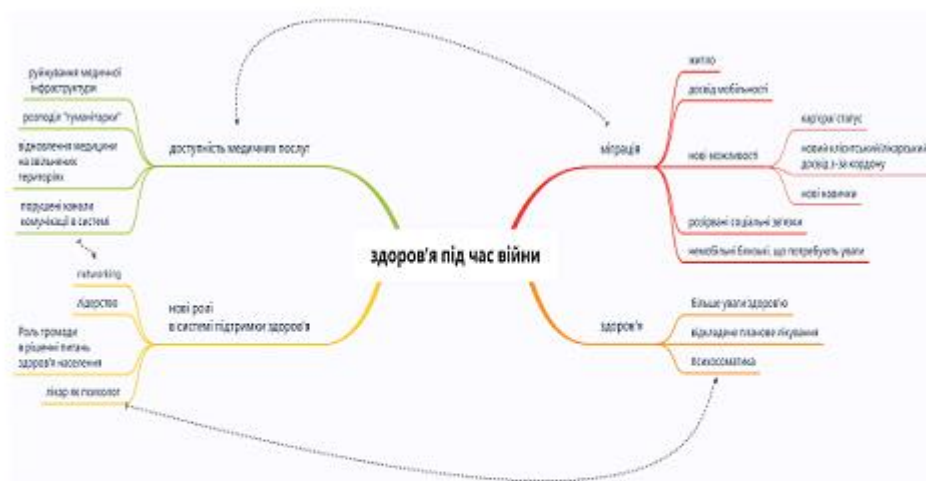 руйнування медичної
інфраструктури
розподіл "гуманітарки"
відновлення медицини
на звільнених
територіях
порушені канали
комунікації в системі
доступність медичних послуг
networking
лідерство
Роль громади
в рішенні питань
здоров'я населення
лікар як психолог
нові ролі
в системі підтримки здоров'я
здоров'я під час війни
міграція
житло
досвід мобільності
нові можливості
кар'єра/ статус
новий клієнтський/лікарський
досвід з-за кордону
нові навички
розірвані соціальні зв'язки
немобільні близькі, що потребують уваги
здоров'я
більше уваги здоров'ю
відкладене планове лікування
психосоматика